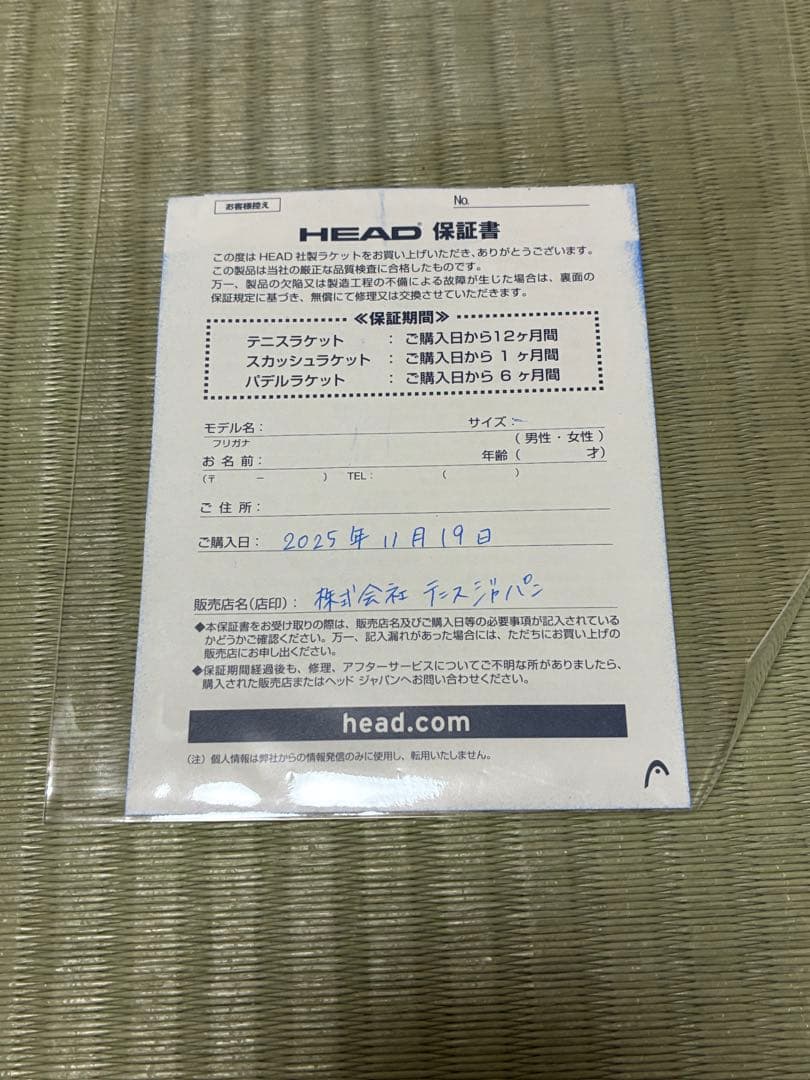 お客様控え
No.
HEAD® 保証書
この度は HEAD 社製ラケットをお買い上げいただき、ありがとうございます。
この製品は当社の厳正な品質検査に合格したものです。
万一、製品の欠陥又は製造工程の不備による故障が生じた場合は、裏面の
保証規定に基づき、無償にて修理又は交換させていただきます。
≪保証期間≫
テニスラケット : ご購入日から12ヶ月間
スカッシュラケット : ご購入日から 1 ヶ月間
パデルラケット : ご購入日から 6 ヶ月間
モデル名: サイズ:
フリガナ (男性・女性)
お名前: 年齢( 才)
(〒 − ) TEL: ( )
ご住所:
ご購入日: 2025年 11月 19日
販売店名(店印): 株式会社 テニスジャパン
◆本保証書をお受け取りの際は、販売店名及びご購入日等の必要事項が記入されている
かどうかご確認ください。万一、記入漏れがあった場合には、ただちにお買い上げの
販売店にお申し出ください。
◆保証期間経過後も、修理、アフターサービスについてご不明な所がありましたら、
購入された販売店またはヘッド ジャパンへお問い合わせください。
head.com
(注) 個人情報は弊社からの情報発信のみに使用し、転用いたしません。